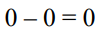 0 – 0 = 0